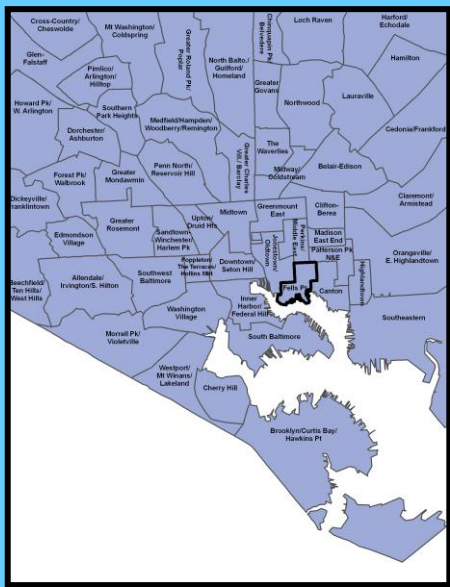 Cross-Country/
Cheswolde
Mt Washington/
Coldspring
Greater Roland Pk/
Poplar
Chinquapin Pk/
Belvedere
Loch Raven
Harford/
Echodale
Glen-
Falstaff
Pimlico/
Arlington/
Hilltop
North Balto./
Guilford/
Homeland
Greater
Govans
Hamilton
Howard Pk/
W. Arlington
Southern
Park Heights
Northwood
Lauraville
Medfield/Hampden/
Woodberry/Remington
Dorchester/
Ashburton
Cedonia/Frankford
Greater Charles
Vill./ Barclay
The
Waverlies
Midway/
Coldstream
Belair-Edison
Forest Pk/
Walbrook
Greater
Mondawmin
Penn North/
Reservoir Hill
Dickeyville/
Franklintown
Claremont/
Armistead
Greater
Rosemont
Upton/
Druid Hts
Midtown
Greenmount
East
Clifton-
Berea
Edmondson
Village
Sandtown-
Winchester/
Harlem Pk
Jonestown/
Oldtown
Perkins/
Middle East
Madison
East End
Patterson Pk
N&E
Orangeville/
E. Highlandtown
Beechfield/
Ten Hills/
West Hills
Allendale/
Irvington/S. Hilton
Southwest
Baltimore
Poppleton/
The Terraces/
Hollins Mkt
Downtown/
Seton Hill
Fells Pt
Canton
Highlandtown
Washington
Village
Inner
Harbor/
Federal Hill
Southeastern
Morrell Pk/
Violetville
South Baltimore
Westport/
Mt Winans/
Lakeland
Cherry Hill
Brooklyn/Curtis Bay/
Hawkins Pt